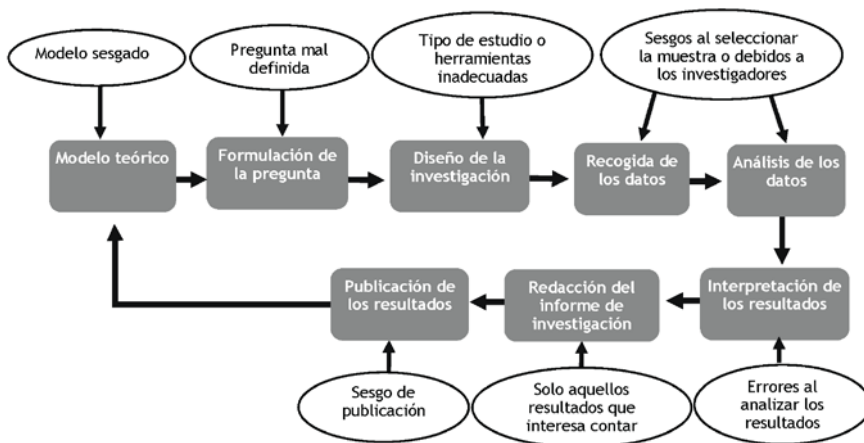 Modelo sesgado
Pregunta mal
definida
Tipo de estudio o
herramientas
inadecuadas
Sesgos al seleccionar
la muestra o debidos a
los investigadores
Modelo teórico
Formulación de
la pregunta
Diseño de la
investigación
Recogida de
los datos
Análisis de los
datos
Publicación de
los resultados
Redacción del
informe de
investigación
Interpretación de
los resultados
Sesgo de
publicación
Solo aquellos
resultados que
interesa contar
Errores al
analizar los
resultados